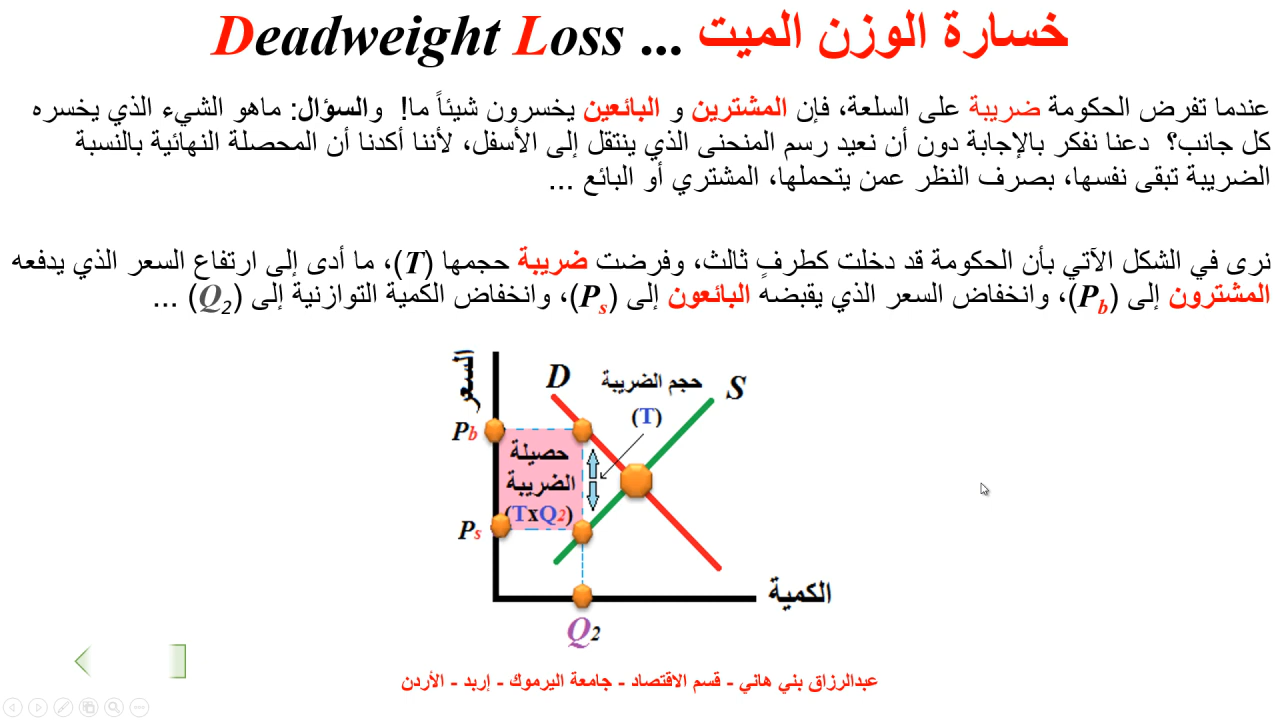 خسارة الوزن الميت ... Deadweight Loss
عندما تفرض الحكومة ضريبة على السلعة، فإن المشترين و البائعين يخسرون شيئاً ما! والسؤال: ماهو الشيء الذي يخسره
كل جانب؟ دعنا نفكر بالإجابة دون أن نعيد رسم المنحنى الذي ينتقل إلى الأسفل، لأننا أكدنا أن المحصلة النهائية بالنسبة
الضريبة تبقى نفسها، بصرف النظر عمن يتحملها، المشتري أو البائع ...
نرى في الشكل الآتي بأن الحكومة قد دخلت كطرفٍ ثالث، وفرضت ضريبة حجمها (T)، ما أدى إلى ارتفاع السعر الذي يدفعه
المشترون إلى (Pb)، وانخفاض السعر الذي يقبضه البائعون إلى (Ps)، وانخفاض الكمية التوازنية إلى (Q2) ...
السعر
D
حجم الضريبة
(T)
S
Pb
حصيلة
الضريبة
(TxQ2)
Ps
الكمية
Q2
عبدالرزاق بني هاني - قسم الاقتصاد - جامعة اليرموك - إربد - الأردن